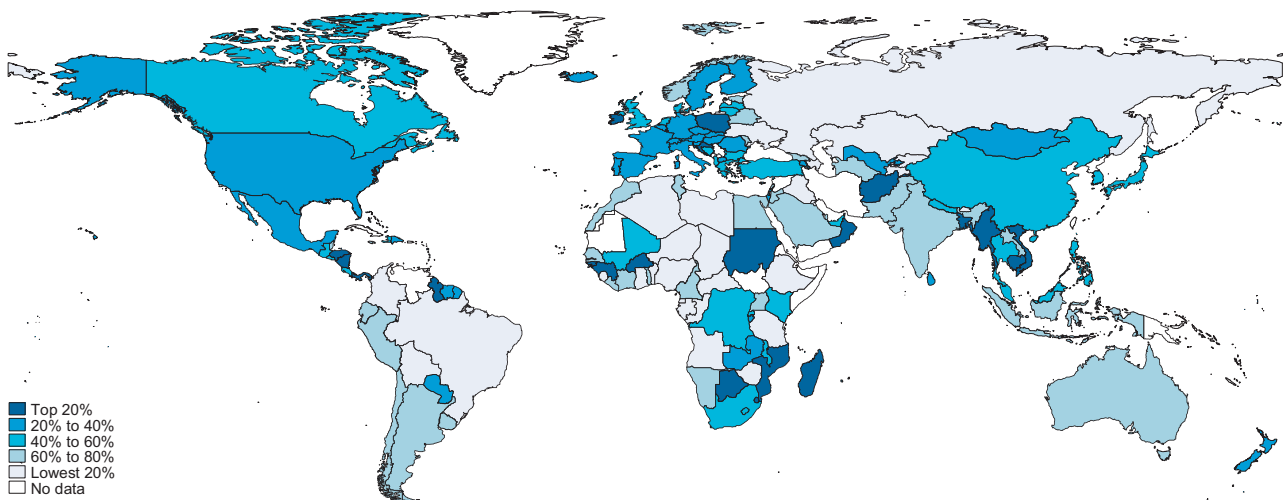 Top 20%
20% to 40%
40% to 60%
60% to 80%
Lowest 20%
No data